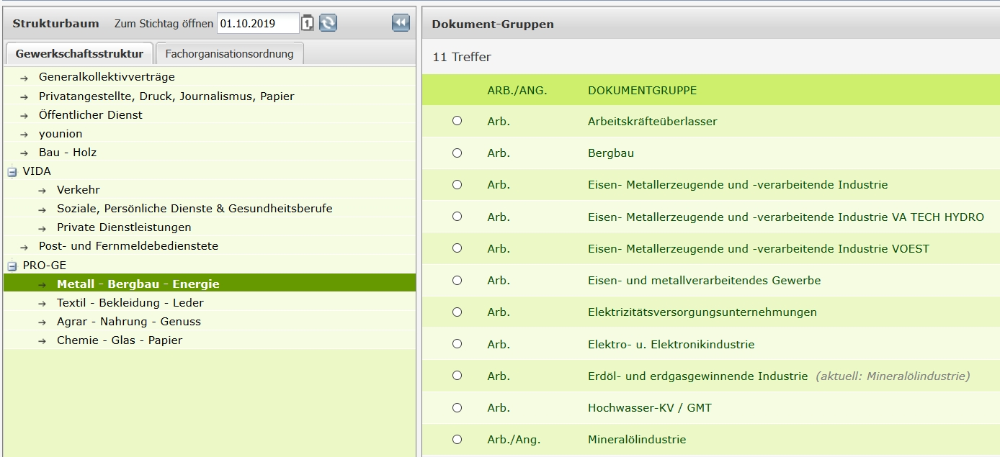 Strukturbaum Zum Stichtag öffnen 01.10.2019 1
Gewerkschaftsstruktur Fachorganisationsordnung
Generalkollektivverträge
Privatangestellte, Druck, Journalismus, Papier
Öffentlicher Dienst
younion
Bau - Holz
VIDA
Verkehr
Soziale, Persönliche Dienste & Gesundheitsberufe
Private Dienstleistungen
Post- und Fernmeldebedienstete
PRO-GE
Metall - Bergbau - Energie
Textil - Bekleidung - Leder
Agrar - Nahrung - Genuss
Chemie - Glas - Papier
Dokument-Gruppen
11 Treffer
ARB./ANG. DOKUMENTGRUPPE
Arb. Arbeitskräfteüberlasser
Arb. Bergbau
Arb. Eisen- Metallerzeugende und -verarbeitende Industrie
Arb. Eisen- Metallerzeugende und -verarbeitende Industrie VA TECH HYDRO
Arb. Eisen- Metallerzeugende und -verarbeitende Industrie VOEST
Arb. Eisen- und metallverarbeitendes Gewerbe
Arb. Elektrizitätsversorgungsunternehmungen
Arb. Elektro- u. Elektronikindustrie
Arb. Erdöl- und erdgasgewinnende Industrie (aktuell: Mineralölindustrie)
Arb. Hochwasser-KV / GMT
Arb./Ang. Mineralölindustrie